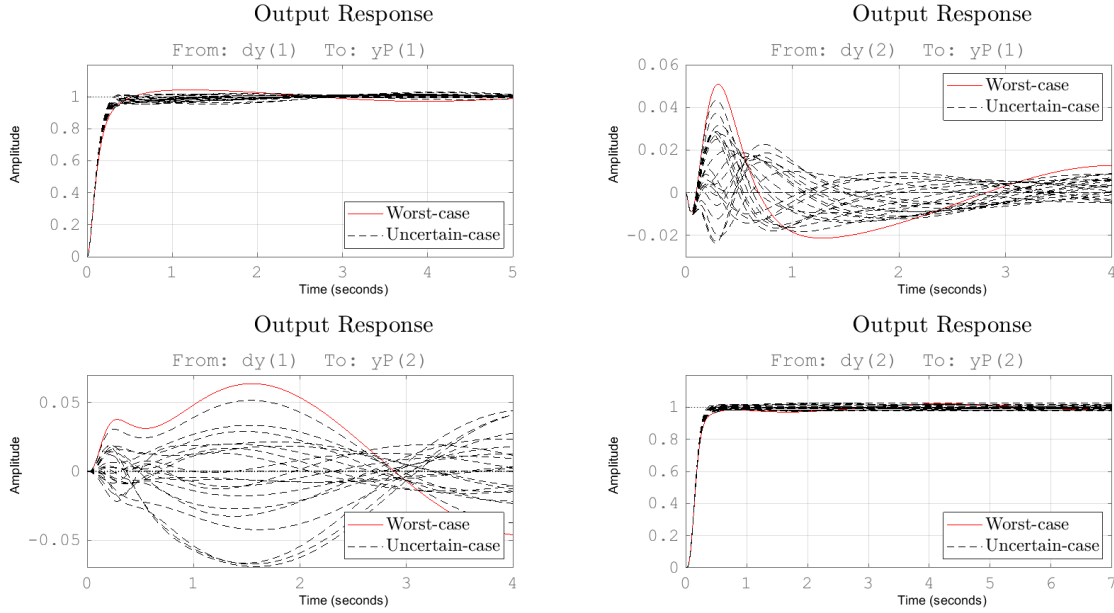 Output Response
From: dy(1) To: yP(1)
Amplitude
1
0.8
0.6
0.4
0.2
0
Worst-case
Uncertain-case
0 1 2 3 4 5
Time (seconds)
Output Response
From: dy(2) To: yP(1)
Amplitude
0.06
0.04
0.02
0
-0.02
Worst-case
Uncertain-case
0 1 2 3 4
Time (seconds)
Output Response
From: dy(1) To: yP(2)
Amplitude
0.05
0
-0.05
Worst-case
Uncertain-case
0 1 2 3 4
Time (seconds)
Output Response
From: dy(2) To: yP(2)
Amplitude
1
0.8
0.6
0.4
0.2
0
Worst-case
Uncertain-case
0 1 2 3 4 5 6 7
Time (seconds)